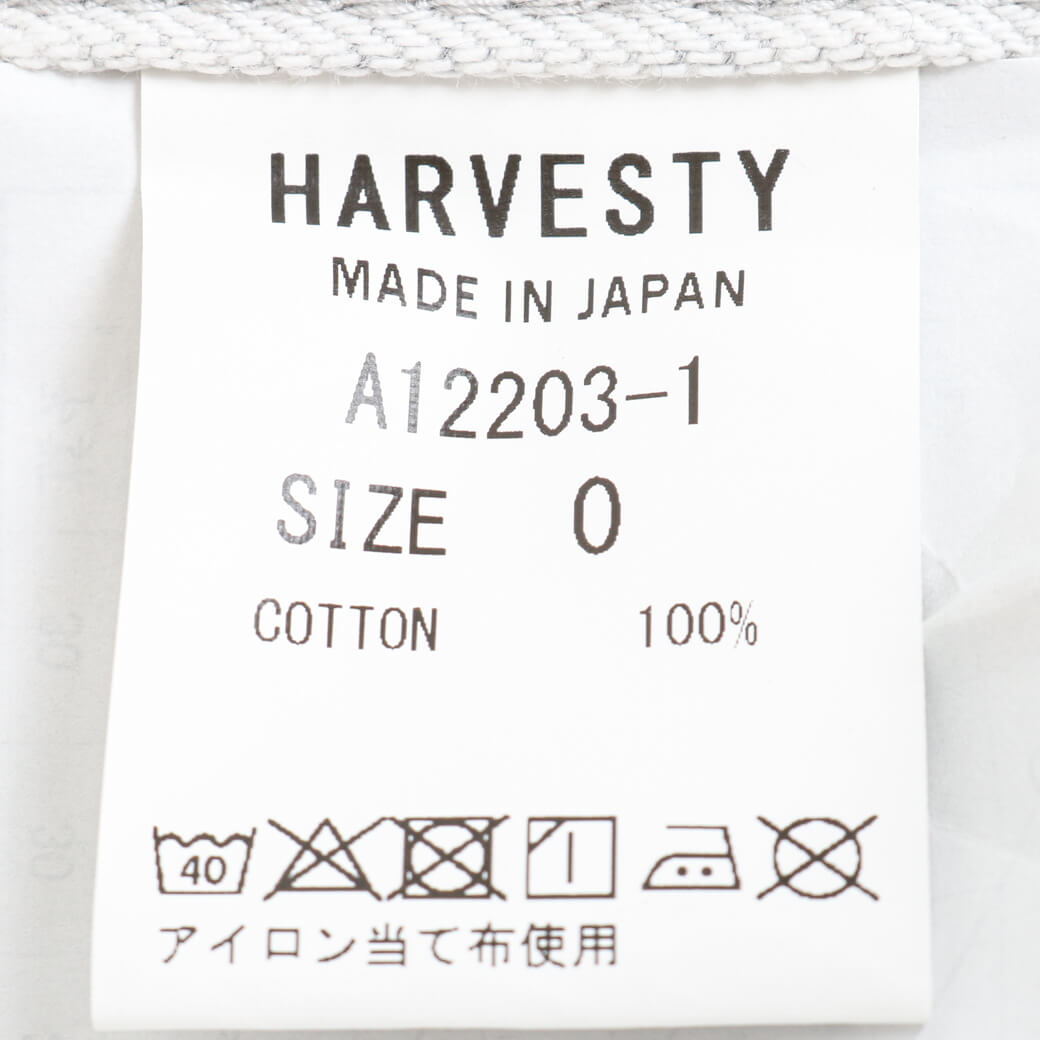 HARVESTY
MADE IN JAPAN
A12203-1
SIZE 0
COTTON 100%
40
アイロン当て布使用